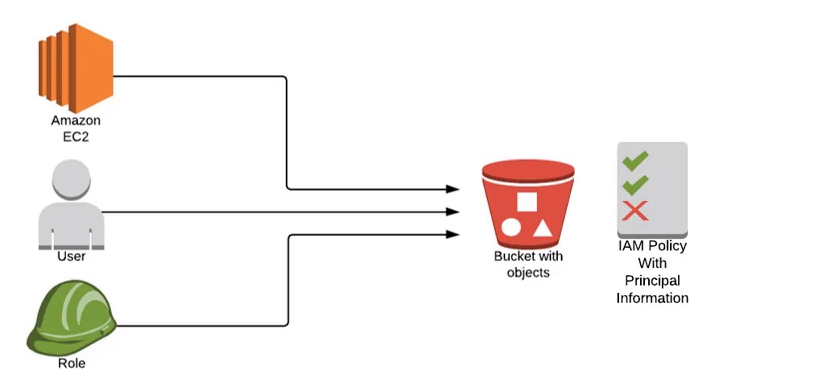 Amazon
EC2
User
Role
Bucket with
objects
IAM Policy
With
Principal
Information